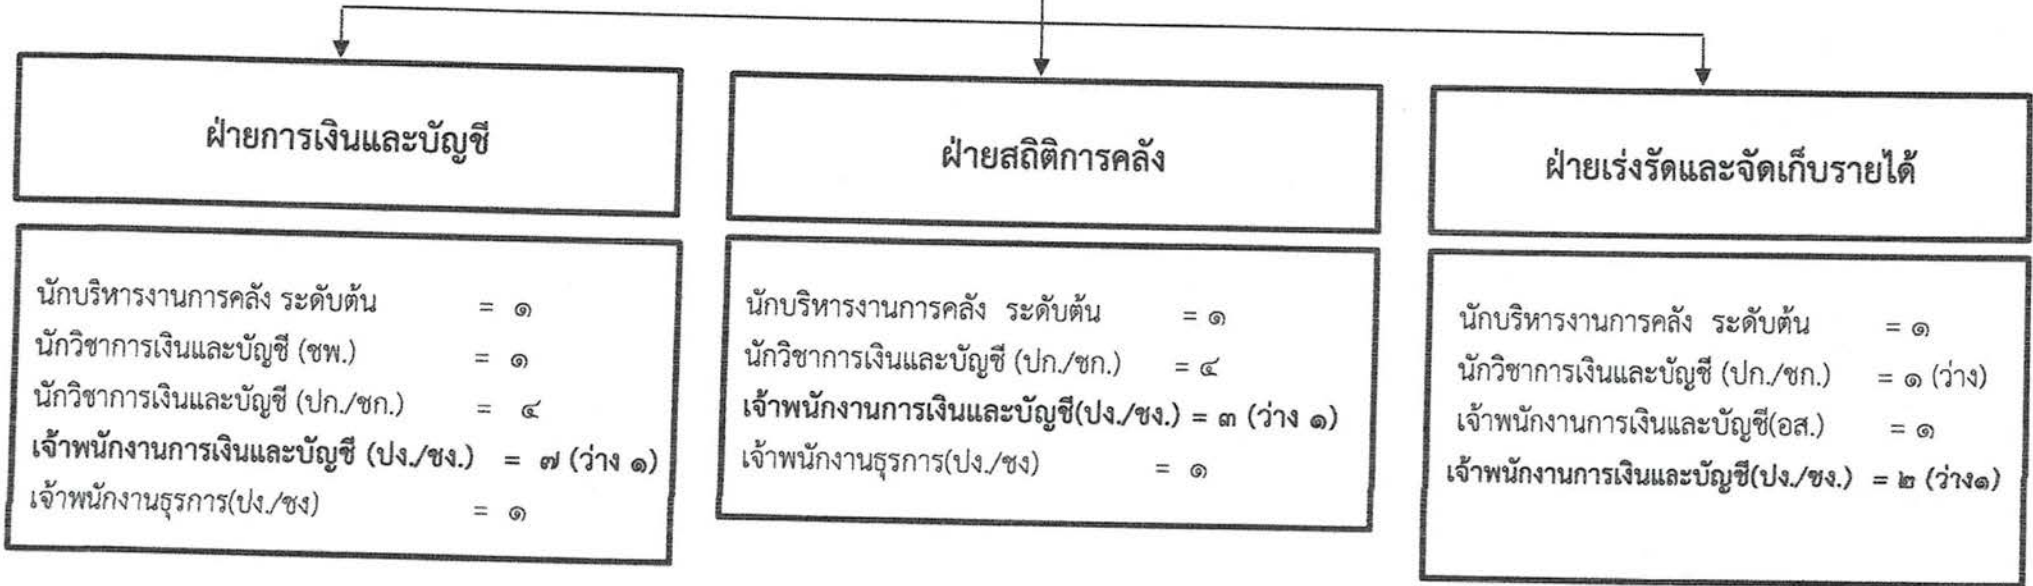 ฝ่ายการเงินและบัญชี
นักบริหารงานการคลัง ระดับต้น = ๑
นักวิชาการเงินและบัญชี (ชพ.) = ๑
นักวิชาการเงินและบัญชี (ปก./ชก.) = ๔
เจ้าพนักงานการเงินและบัญชี (ปง./ชง.) = ๗ (ว่าง ๑)
เจ้าพนักงานธุรการ(ปง./ชง) = ๑
ฝ่ายสถิติการคลัง
นักบริหารงานการคลัง ระดับต้น = ๑
นักวิชาการเงินและบัญชี (ปก./ชก.) = ๔
เจ้าพนักงานการเงินและบัญชี(ปง./ชง.) = ๓ (ว่าง ๑)
เจ้าพนักงานธุรการ(ปง./ชง) = ๑
ฝ่ายเร่งรัดและจัดเก็บรายได้
นักบริหารงานการคลัง ระดับต้น = ๑
นักวิชาการเงินและบัญชี (ปก./ชก.) = ๑ (ว่าง)
เจ้าพนักงานการเงินและบัญชี(อส.) = ๑
เจ้าพนักงานการเงินและบัญชี(ปง./ชง.) = ๒ (ว่าง๑)